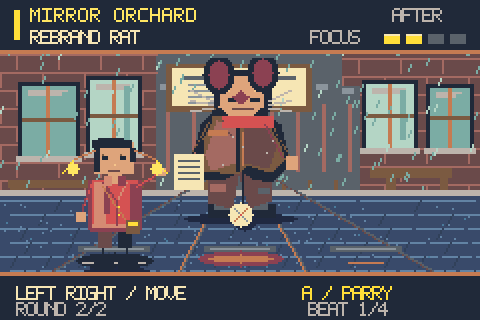 MIRROR ORCHARD
AFTER
REBRAND RAT
FOCUS
LEFT RIGHT / MOVE
A / PARRY
ROUND 2/2
BEAT 1/4